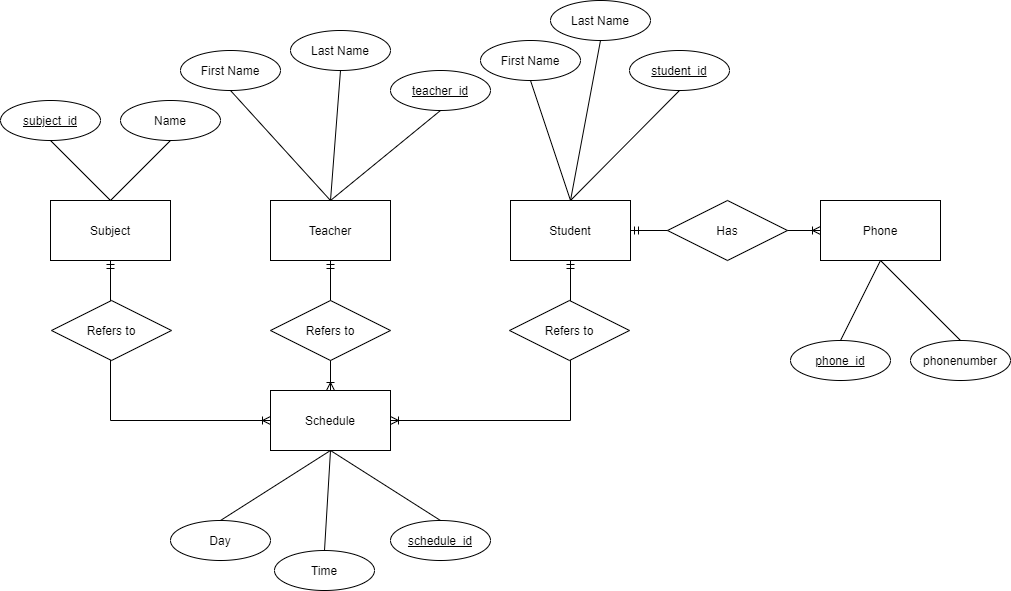 Last Name
Last Name
First Name
First Name
student_id
teacher_id
subject_id
Name
Subject
Teacher
Student
Has
Phone
Refers to
Refers to
Refers to
phone_id
phonenumber
Schedule
Day
Time
schedule_id